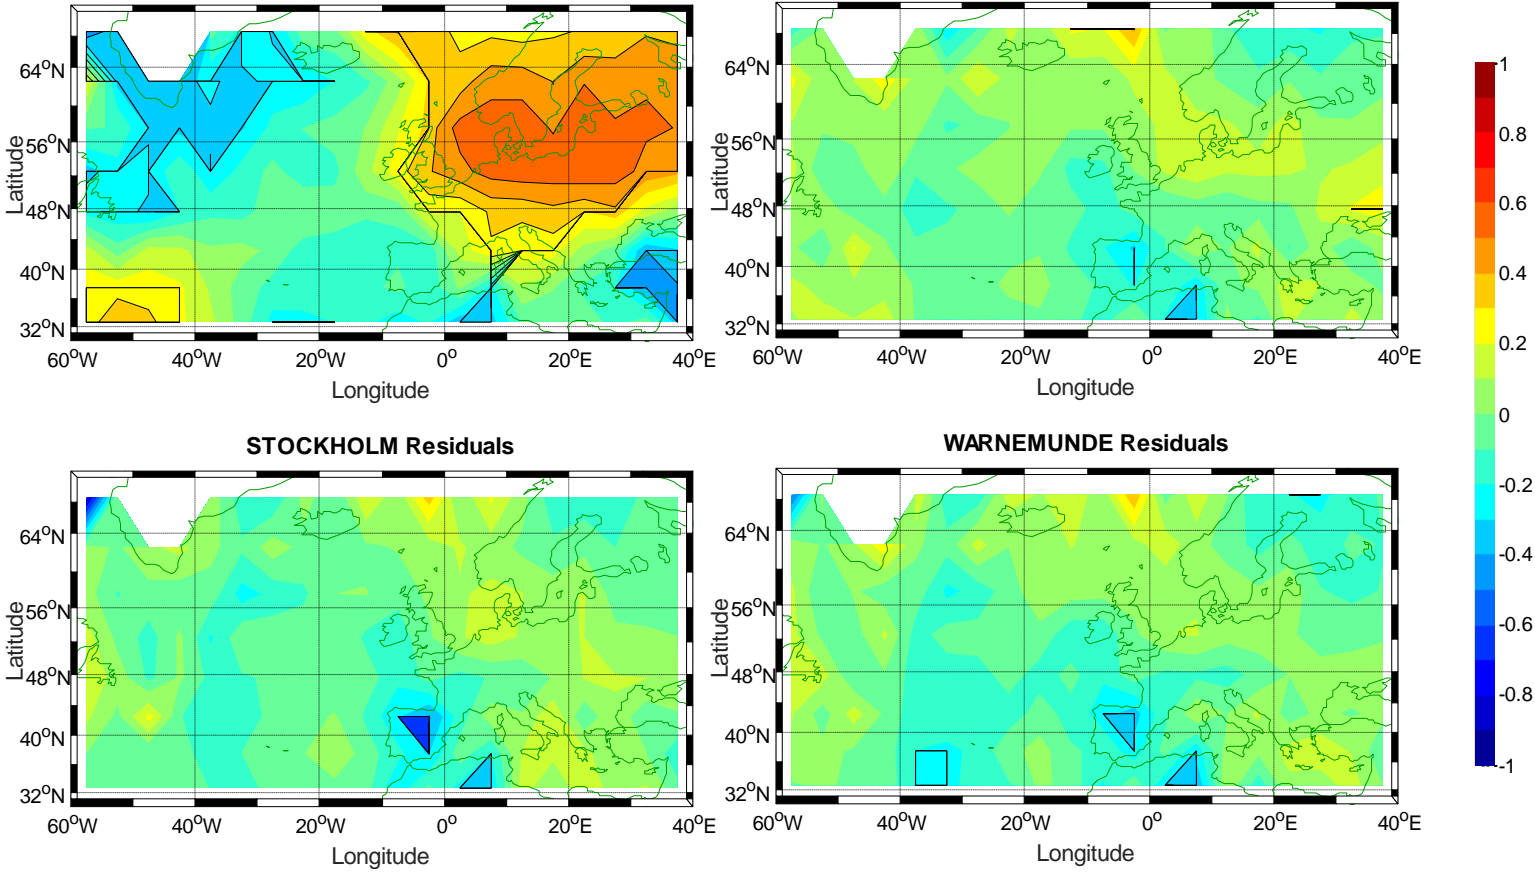 64°N
56°N
48°N
40°N
32°N
Latitude
60°W
40°W
20°W
0°
20°E
40°E
Longitude
64°N
56°N
48°N
40°N
32°N
Latitude
60°W
40°W
20°W
0°
20°E
40°E
Longitude
STOCKHOLM Residuals
64°N
56°N
48°N
40°N
32°N
Latitude
60°W
40°W
20°W
0°
20°E
40°E
Longitude
WARNEMUNDE Residuals
64°N
56°N
48°N
40°N
32°N
Latitude
60°W
40°W
20°W
0°
20°E
40°E
Longitude
1
0.8
0.6
0.4
0.2
0
-0.2
-0.4
-0.6
-0.8
-1